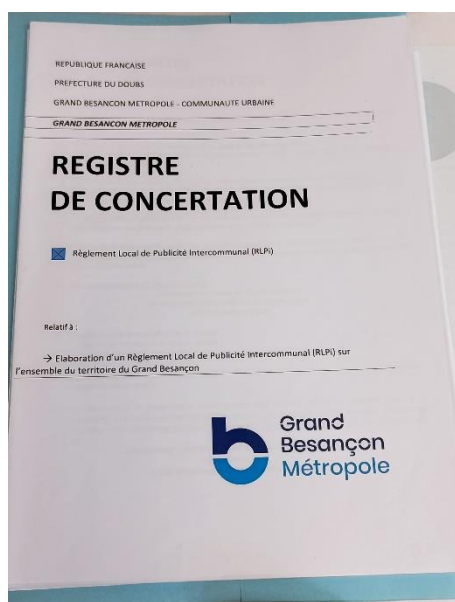 REPUBLIQUE FRANCAISE
PREFECTURE DU DOUBS
GRAND BESANCON METROPOLE - COMMUNAUTE URBAINE
GRAND BESANCON METROPOLE
REGISTRE
DE CONCERTATION
Règlement Local de Publicité Intercommunal (RLPi)
Relatif à :
→ Elaboration d'un Règlement Local de Publicité Intercommunal (RLPi) sur
l'ensemble du territoire du Grand Besançon
Grand
Besançon
Métropole